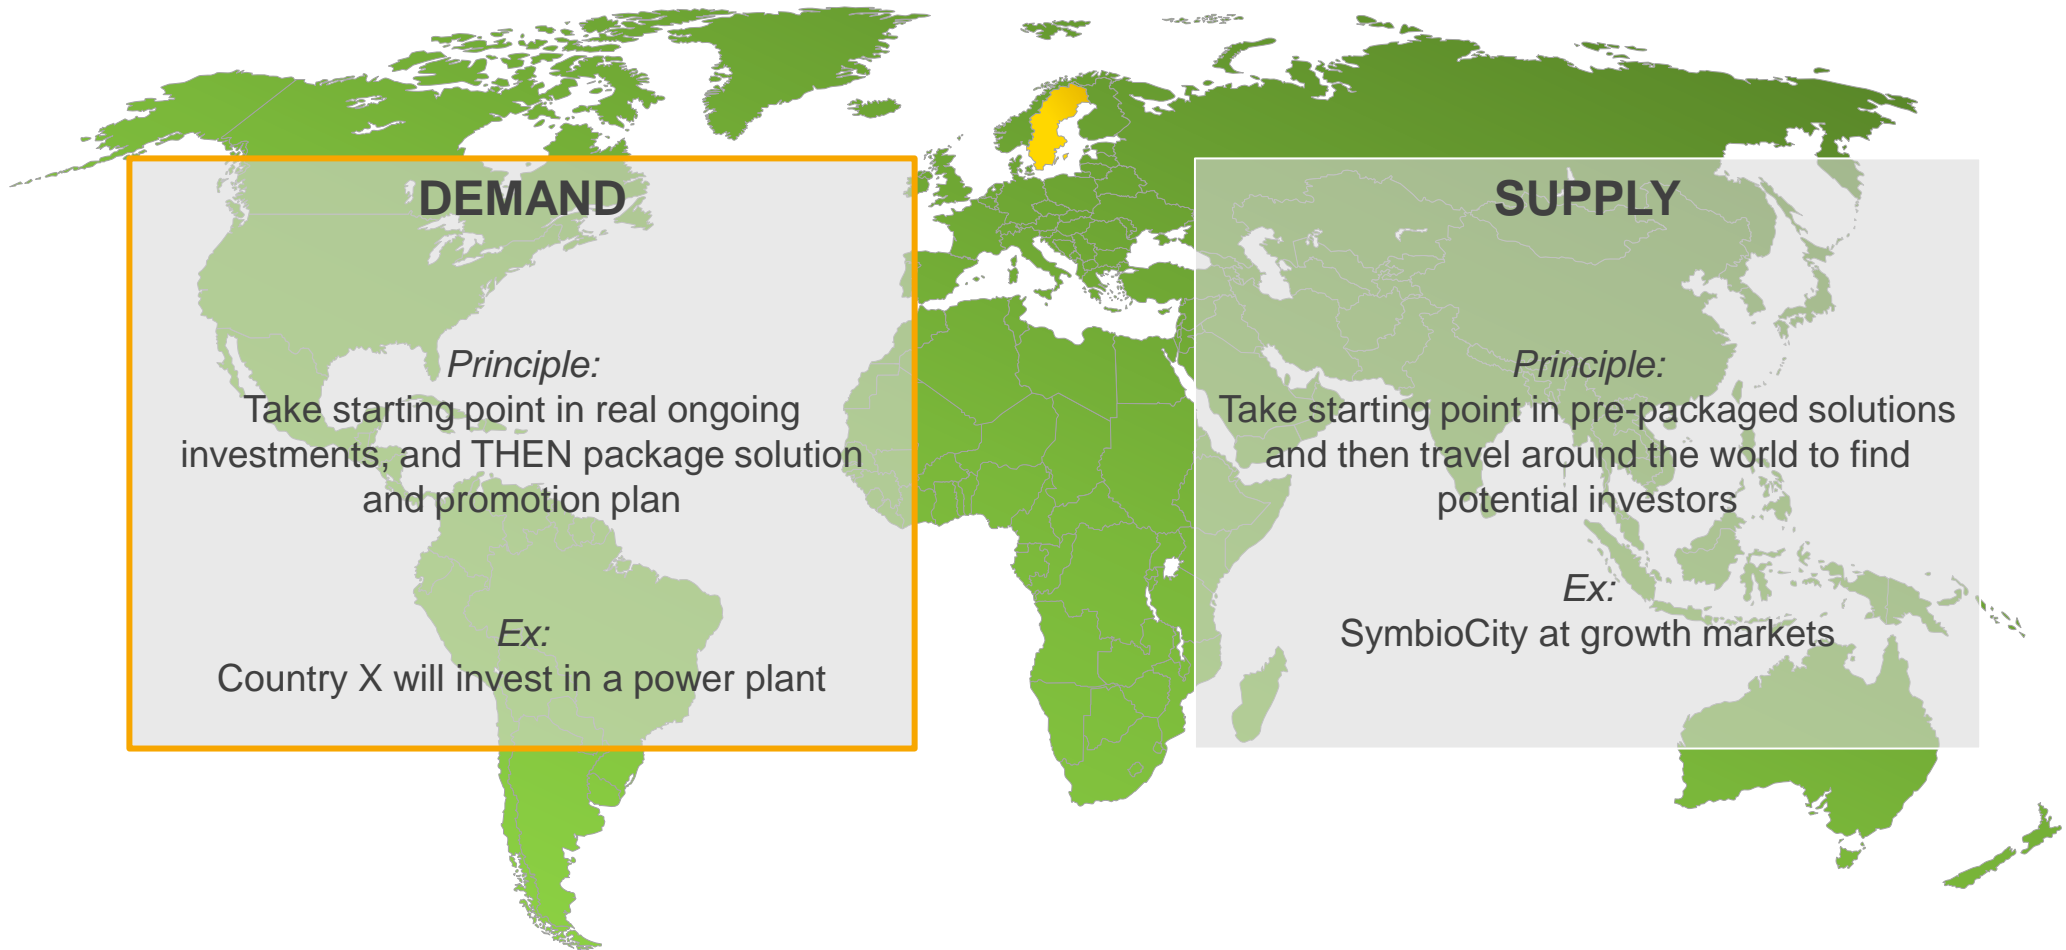 DEMAND
Principle:
Take starting point in real ongoing
investments, and THEN package solution
and promotion plan
Ex:
Country X will invest in a power plant
SUPPLY
Principle:
Take starting point in pre-packaged solutions
and then travel around the world to find
potential investors
Ex:
SymbioCity at growth markets